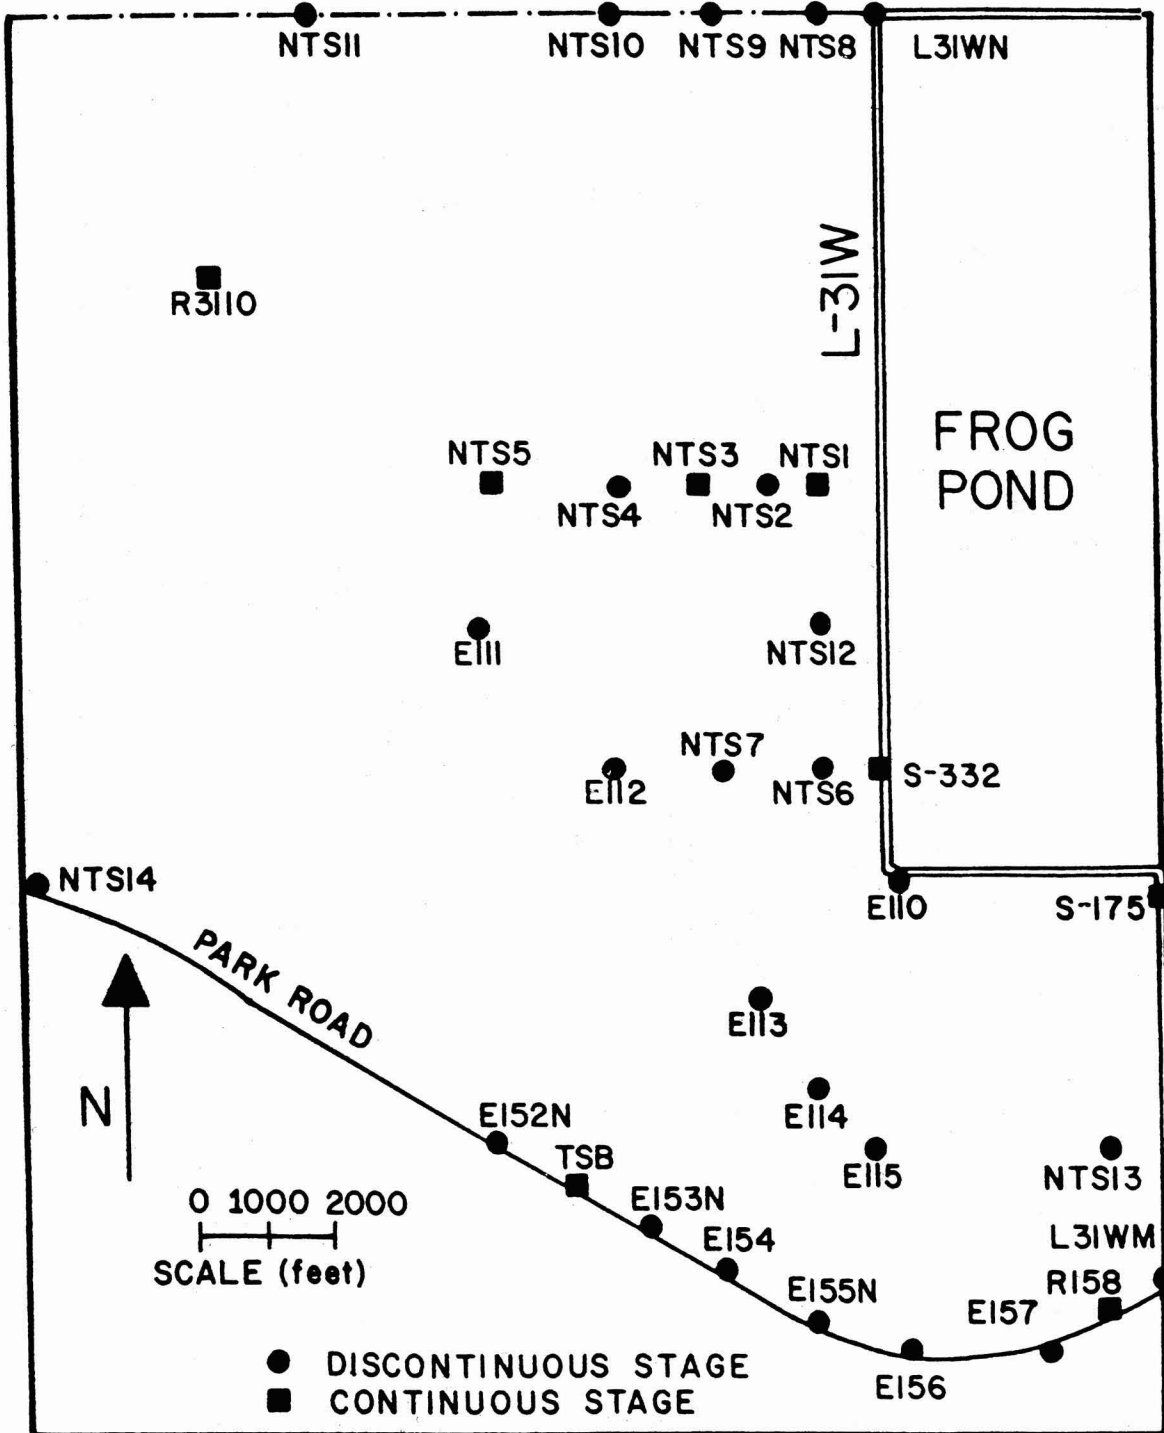 NTS11 NTS10 NTS9 NTS8 L31WN
R3110
L-31W
FROG
POND
NTS5 NTS3 NTS1
NTS4 NTS2
E111 NTS12
NTS7
E112 NTS6 S-332
NTS14
E110 S-175
PARK ROAD
E113
N
E152N E114
TSB
E115 NTS13
0 1000 2000
E153N
E154 L31WM
SCALE (feet)
E155N E157 R158
DISCONTINUOUS STAGE
E156
CONTINUOUS STAGE